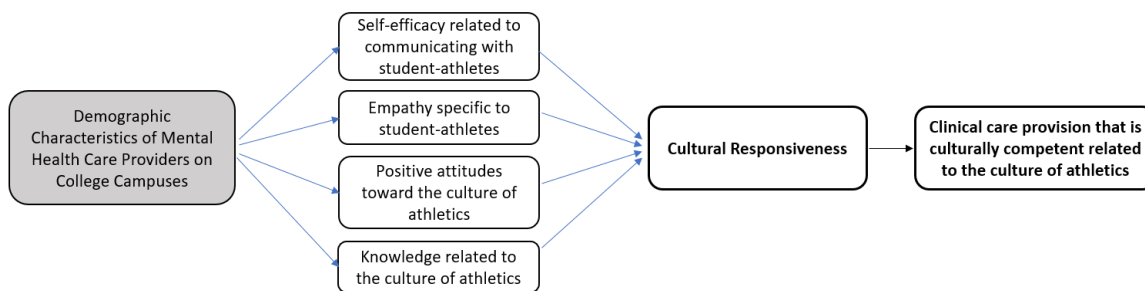 Demographic
Characteristics of Mental
Health Care Providers on
College Campuses
Self-efficacy related to
communicating with
student-athletes
Empathy specific to
student-athletes
Positive attitudes
toward the culture of
athletics
Knowledge related to
the culture of athletics
Cultural Responsiveness
Clinical care provision that is
culturally competent related
to the culture of athletics